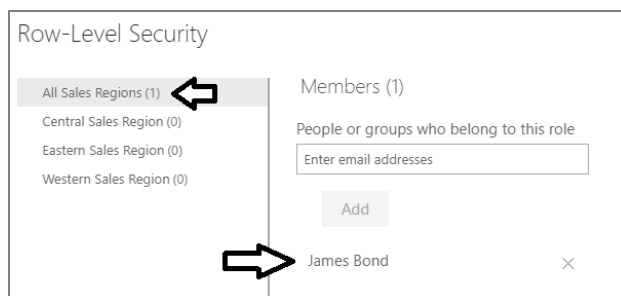 Row-Level Security
All Sales Regions (1)
Central Sales Region (0)
Eastern Sales Region (0)
Western Sales Region (0)
Members (1)
People or groups who belong to this role
Enter email addresses
Add
James Bond